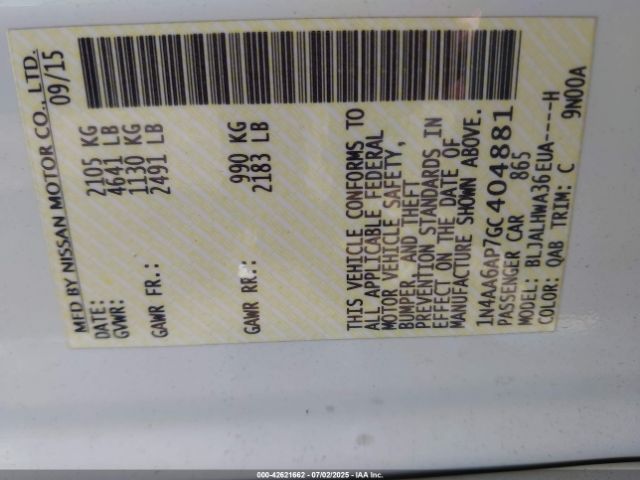 MFD BY NISSAN MOTOR CO., LTD.
DATE: 09/15
GVWR: 2105 KG
4641 LB
GAWR FR.: 1130 KG
2491 LB
GAWR RR.: 990 KG
2183 LB
THIS VEHICLE CONFORMS TO
ALL APPLICABLE FEDERAL
MOTOR VEHICLE SAFETY,
BUMPER, AND THEFT
PREVENTION STANDARDS IN
EFFECT ON THE DATE OF
MANUFACTURE SHOWN ABOVE.
1N4AA6AP7GC404881
PASSENGER CAR 865
MODEL: BLJALHWA36EUA----H
COLOR: QAB TRIM: C 9N00A
000-42621662 - 07/02/2025 - IAA Inc.